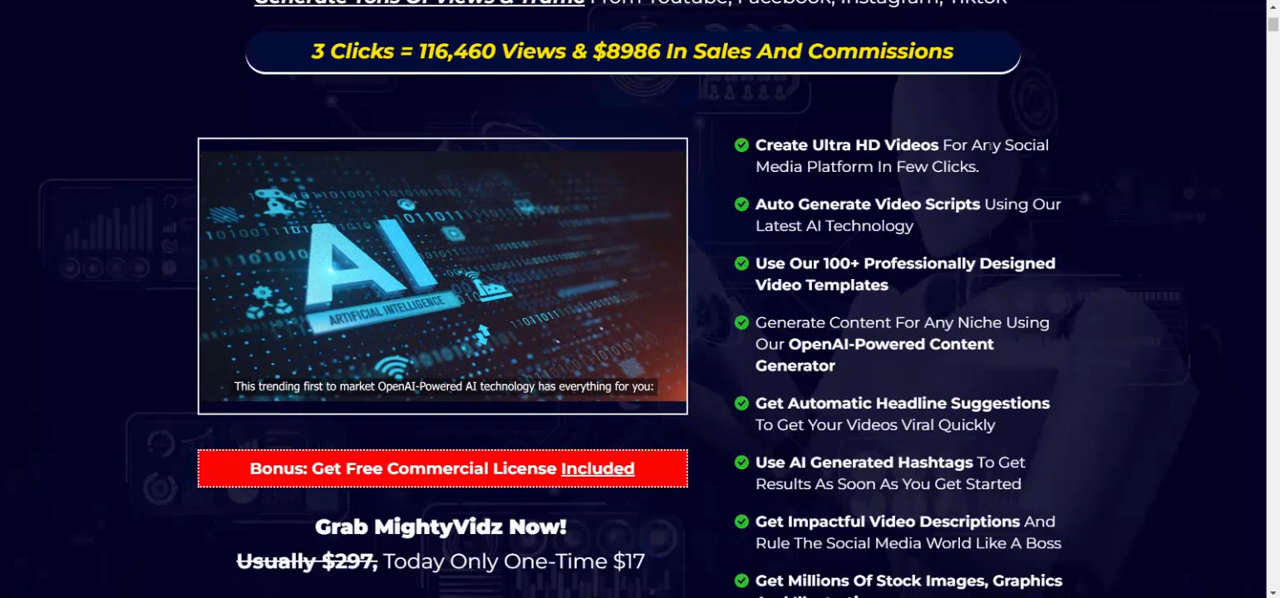 Generate Tons Of Views & Traffic From Youtube, Facebook, Instagram, Tiktok
3 Clicks = 116,460 Views & $8986 In Sales And Commissions
AI
ARTIFICIAL INTELLIGENCE
This trending first to market OpenAI-Powered AI technology has everything for you:
Bonus: Get Free Commercial License Included
Grab MightyVidz Now!
Usually $297, Today Only One-Time $17
Create Ultra HD Videos For Any Social
Media Platform In Few Clicks.
Auto Generate Video Scripts Using Our
Latest AI Technology
Use Our 100+ Professionally Designed
Video Templates
Generate Content For Any Niche Using
Our OpenAI-Powered Content
Generator
Get Automatic Headline Suggestions
To Get Your Videos Viral Quickly
Use AI Generated Hashtags To Get
Results As Soon As You Get Started
Get Impactful Video Descriptions And
Rule The Social Media World Like A Boss
Get Millions Of Stock Images, Graphics